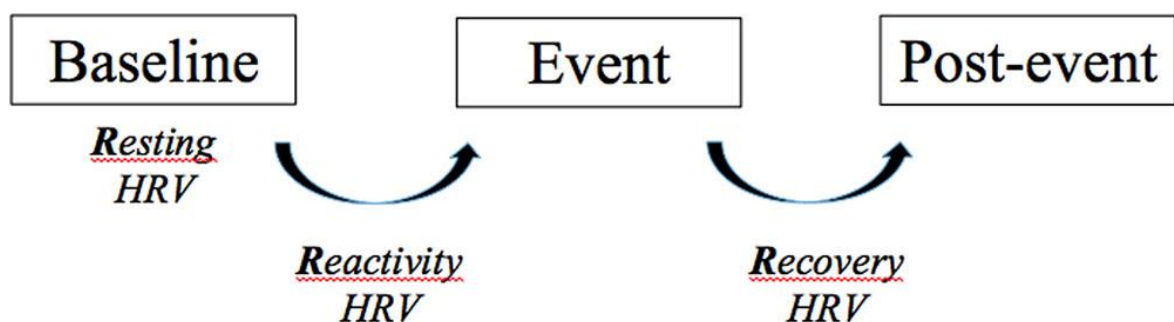 Baseline
Event
Post-event
Resting
HRV
Reactivity
HRV
Recovery
HRV